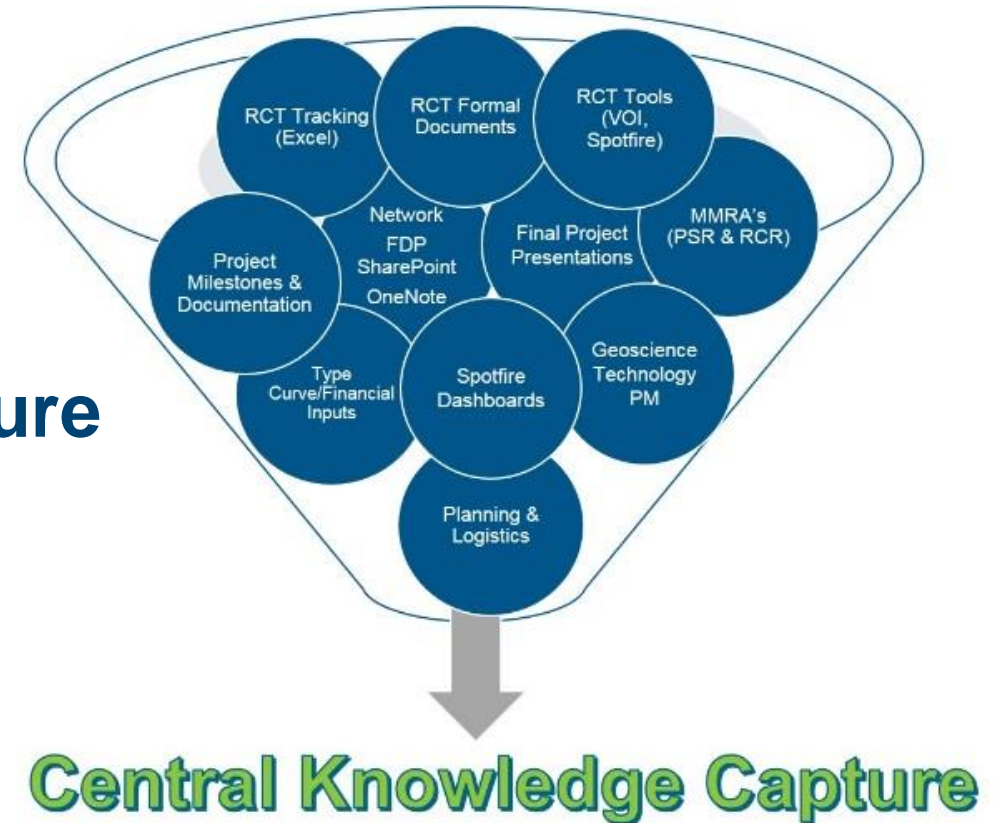 RCT Tracking
(Excel)
RCT Formal
Documents
RCT Tools
(VOI,
Spotfire)
MMRA's
(PSR & RCR)
Network
FDP
SharePoint
OneNote
Final Project
Presentations
Project
Milestones &
Documentation
Type
Curve/Financial
Inputs
Spotfire
Dashboards
Geoscience
Technology
PM
Planning &
Logistics
ure
Central Knowledge Capture